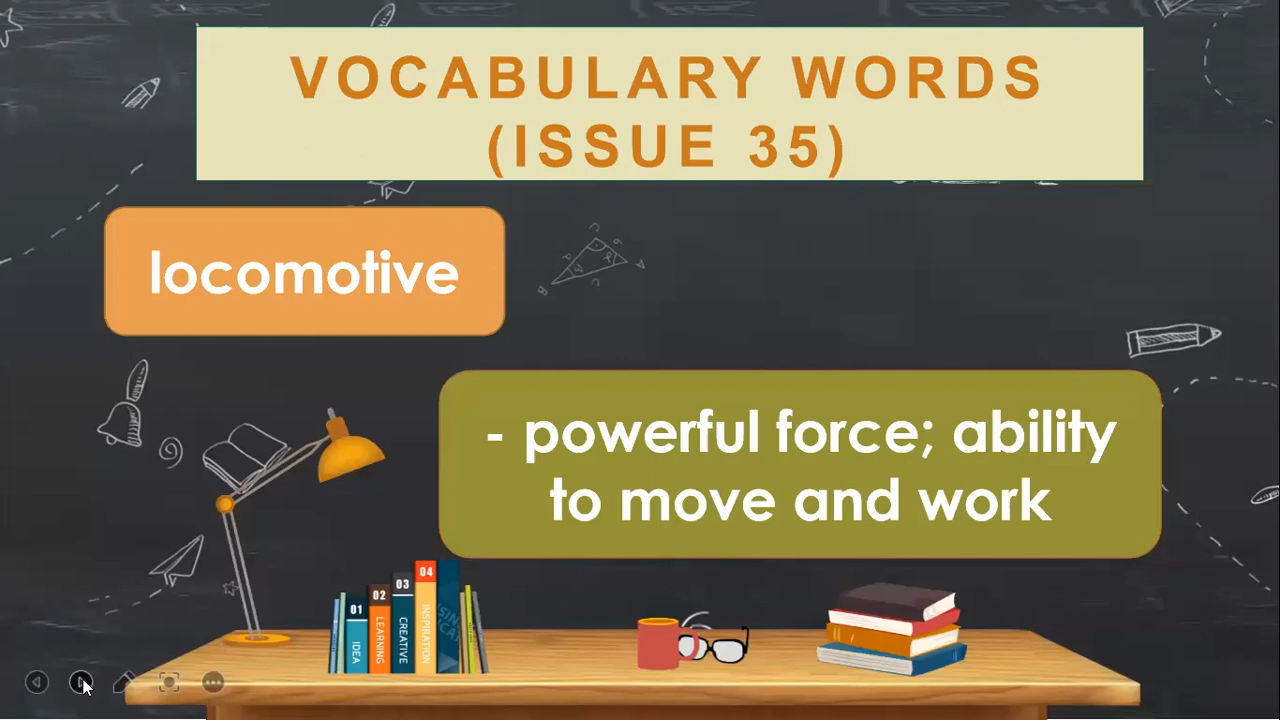 VOCABULARY WORDS
(ISSUE 35)
locomotive
- powerful force; ability
to move and work
01
IDEA
02
LEARNING
03
CREATIVE
04
INSPIRATION